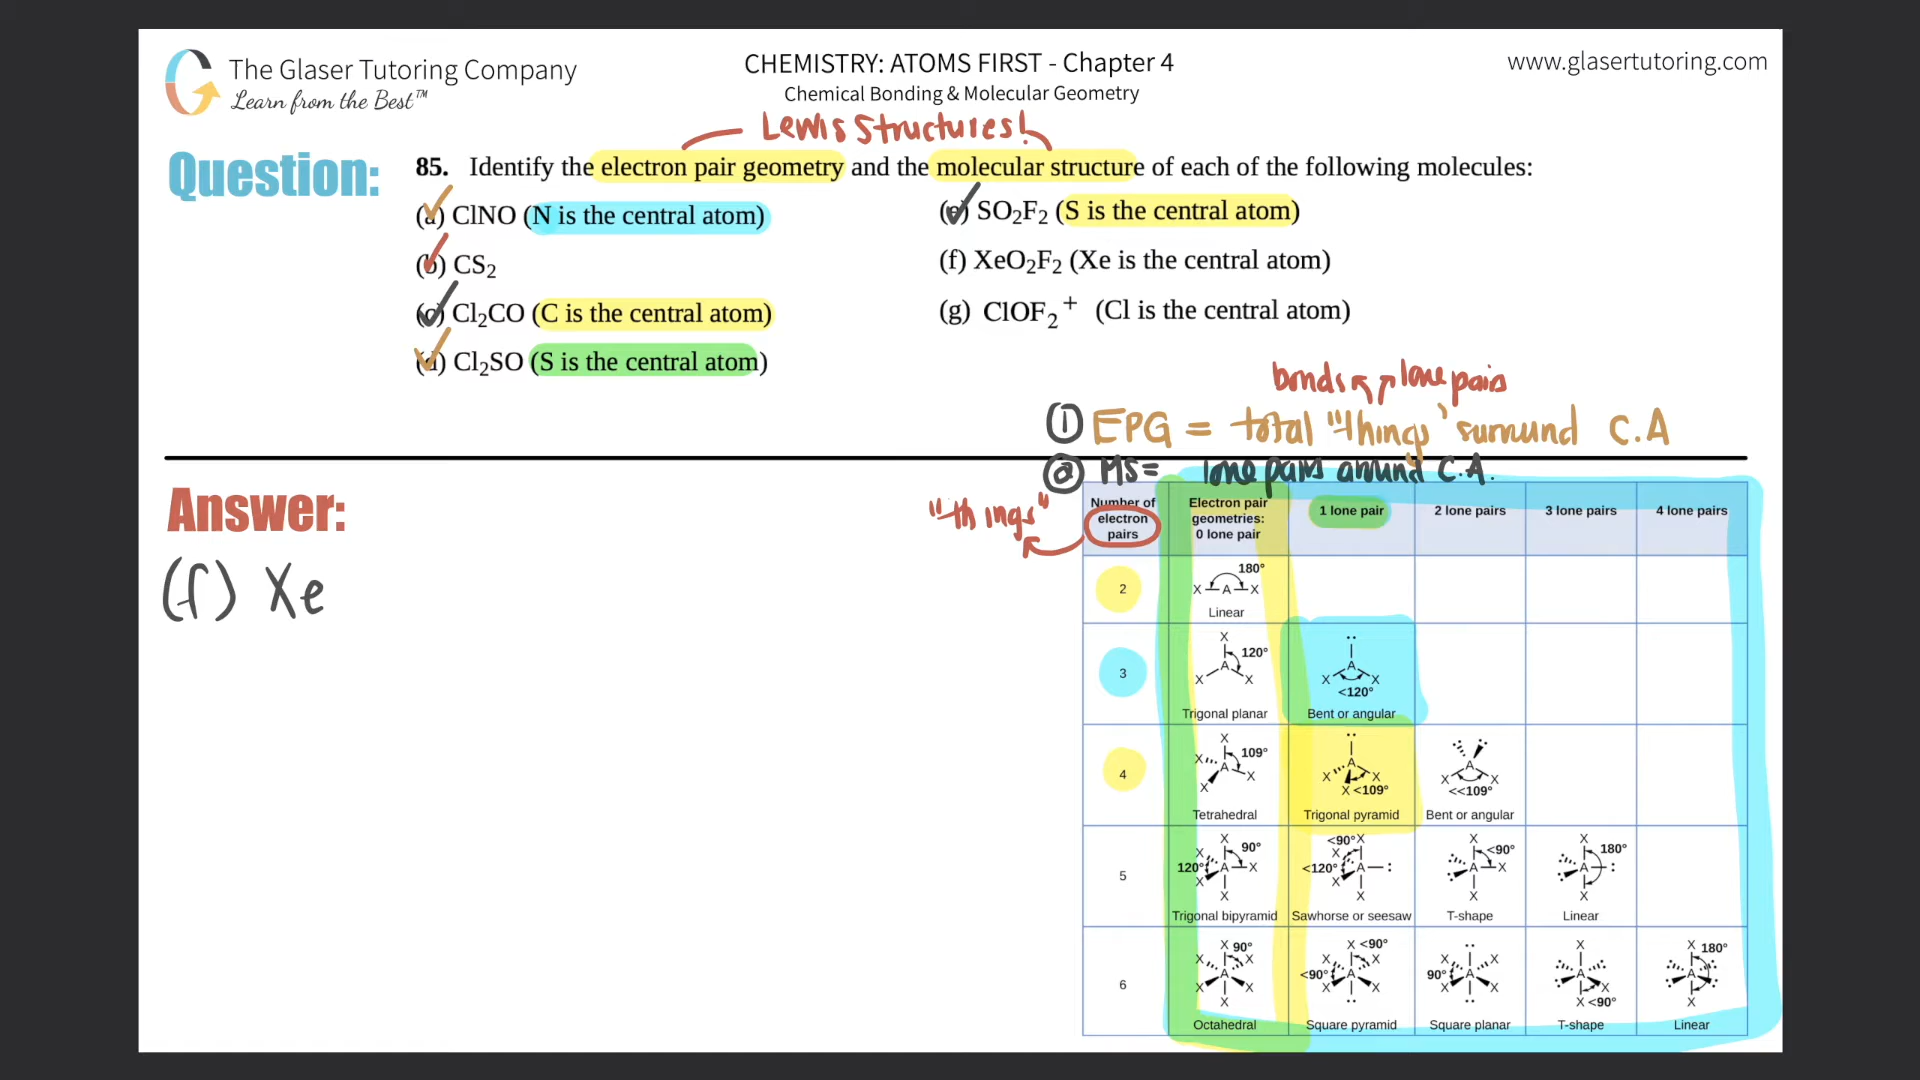 The Glaser Tutoring Company
Learn from the Best™
CHEMISTRY: ATOMS FIRST - Chapter 4
Chemical Bonding & Molecular Geometry
www.glasertutoring.com
Lewis Structures!
Question:
85. Identify the electron pair geometry and the molecular structure of each of the following molecules:
(a) ClNO (N is the central atom)
(b) CS2
(c) Cl2CO (C is the central atom)
(d) Cl2SO (S is the central atom)
(e) SO2F2 (S is the central atom)
(f) XeO2F2 (Xe is the central atom)
(g) ClOF2+ (Cl is the central atom)
bonds lone pairs
① EPG = total "things" surround C.A
② MS= lone pairs around C.A.
Answer:
(f) Xe
"things"
Number of electron pairs
Electron pair geometries: 0 lone pair
1 lone pair
2 lone pairs
3 lone pairs
4 lone pairs
2
180°
X A X
Linear
3
X
120°
A
X X
Trigonal planar
..
A
X X
<120°
Bent or angular
4
X
X 109°
A
X X
Tetrahedral
..
A
X X
X <109°
Trigonal pyramid
A
X X
<<109°
Bent or angular
5
X 90°
X
120° A X
X
X
Trigonal bipyramid
<90° X
X
<120° A :
X
X
Sawhorse or seesaw
X <90°
A X
X
T-shape
X 180°
A :
X
Linear
6
X 90°
X X
A
X X
X
Octahedral
X <90°
X X
<90° A
X X
..
Square pyramid
..
X X
90° A
X X
..
Square planar
X
A
X
X <90°
T-shape
X 180°
A
X
Linear